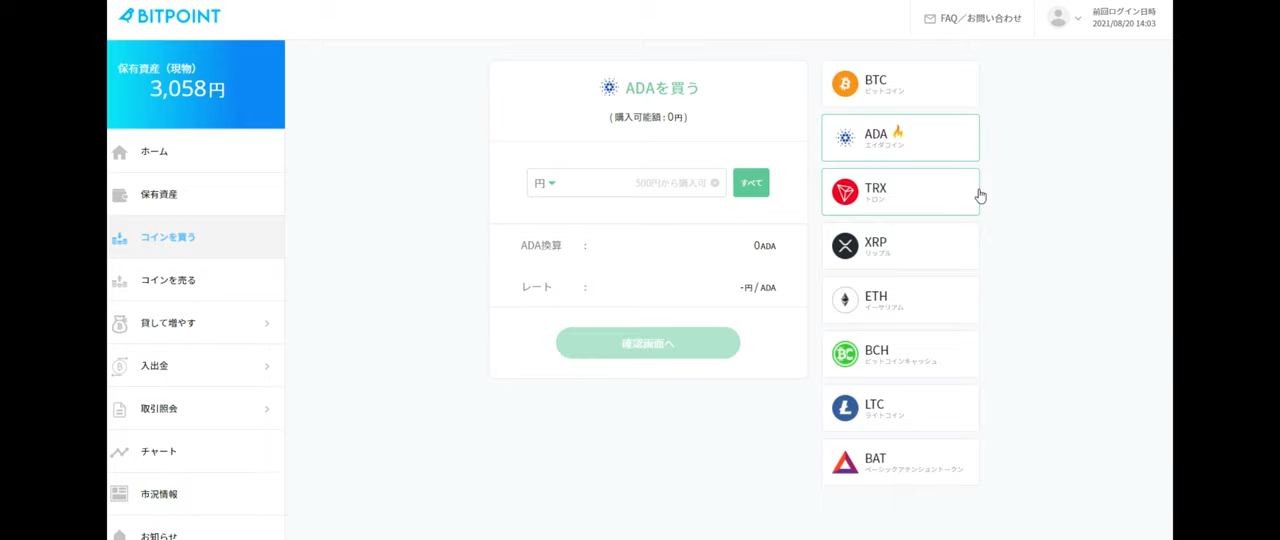 BITPOINT
FAQ／お問い合わせ
前回ログイン日時
2021/08/20 14:03
保有資産（現物）
3,058円
ホーム
保有資産
コインを買う
コインを売る
貸して増やす
入出金
取引照会
チャート
市況情報
お知らせ
ADAを買う
( 購入可能額 : 0円 )
円
500円から購入可
すべて
ADA換算 : 0ADA
レート : -円 / ADA
確認画面へ
BTC
ビットコイン
ADA
エイダコイン
TRX
トロン
XRP
リップル
ETH
イーサリアム
BCH
ビットコインキャッシュ
LTC
ライトコイン
BAT
ベーシックアテンショントークン